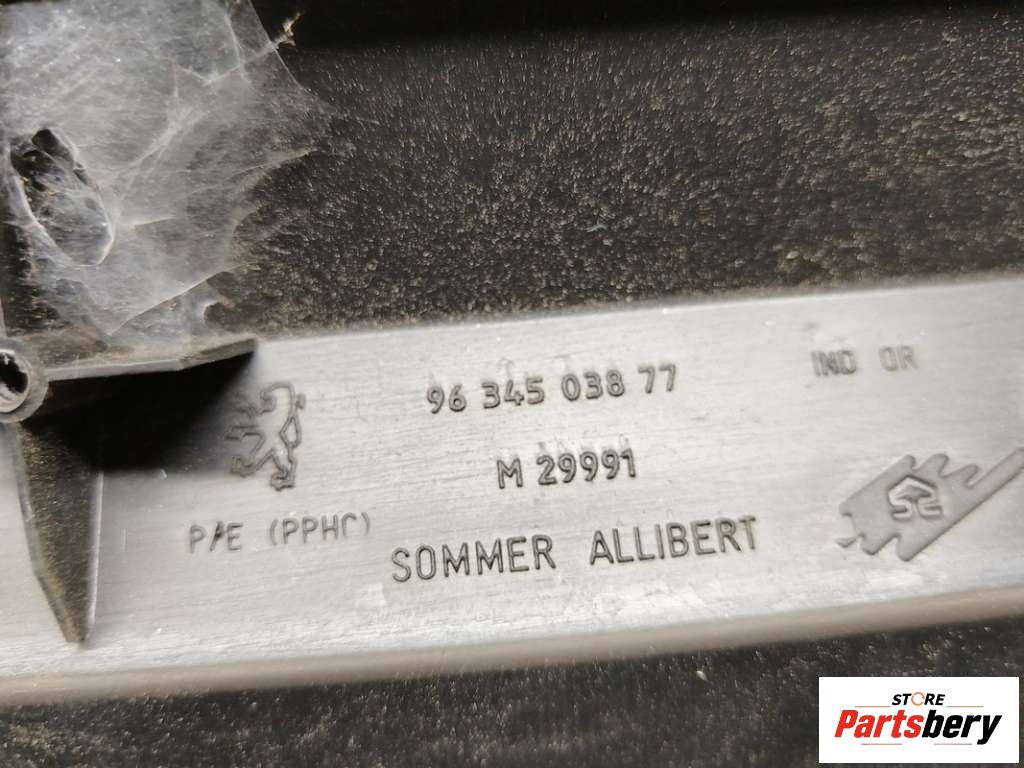 96 345 038 77
IND OR
M 29991
P/E (PPHC)
SOMMER ALLIBERT
STORE
Partsbery